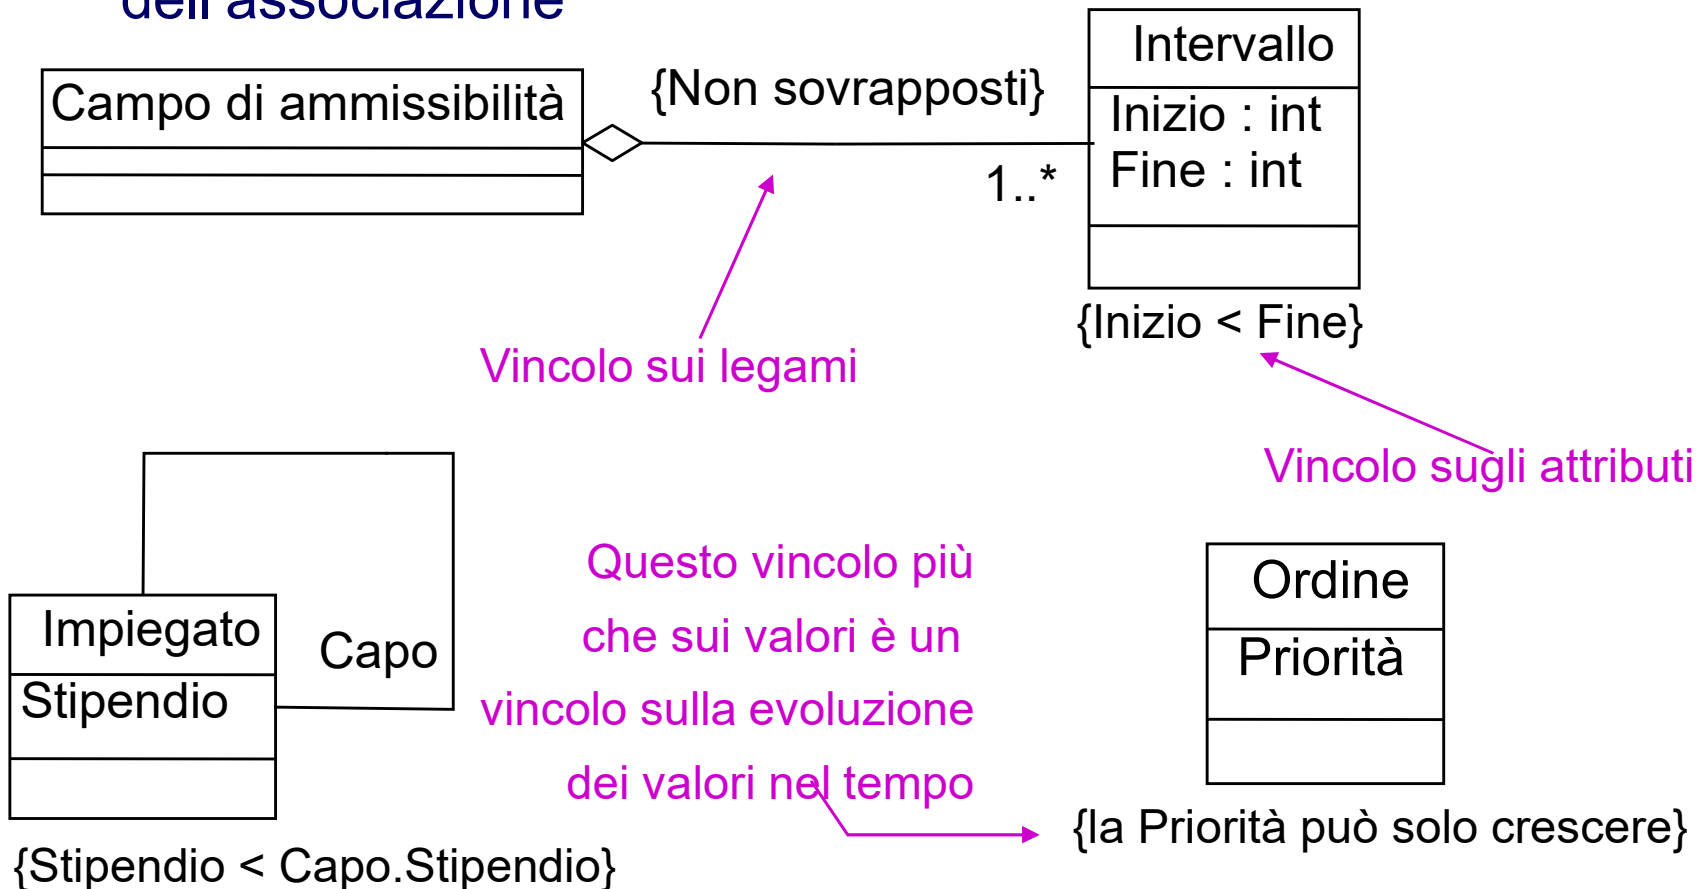 dell'associazione
Campo di ammissibilità
{Non sovrapposti}
1..*
Intervallo
Inizio : int
Fine : int
{Inizio < Fine}
Vincolo sui legami
Vincolo sugli attributi
Impiegato
Stipendio
Capo
{Stipendio < Capo.Stipendio}
Questo vincolo più
che sui valori è un
vincolo sulla evoluzione
dei valori nel tempo
Ordine
Priorità
{la Priorità può solo crescere}